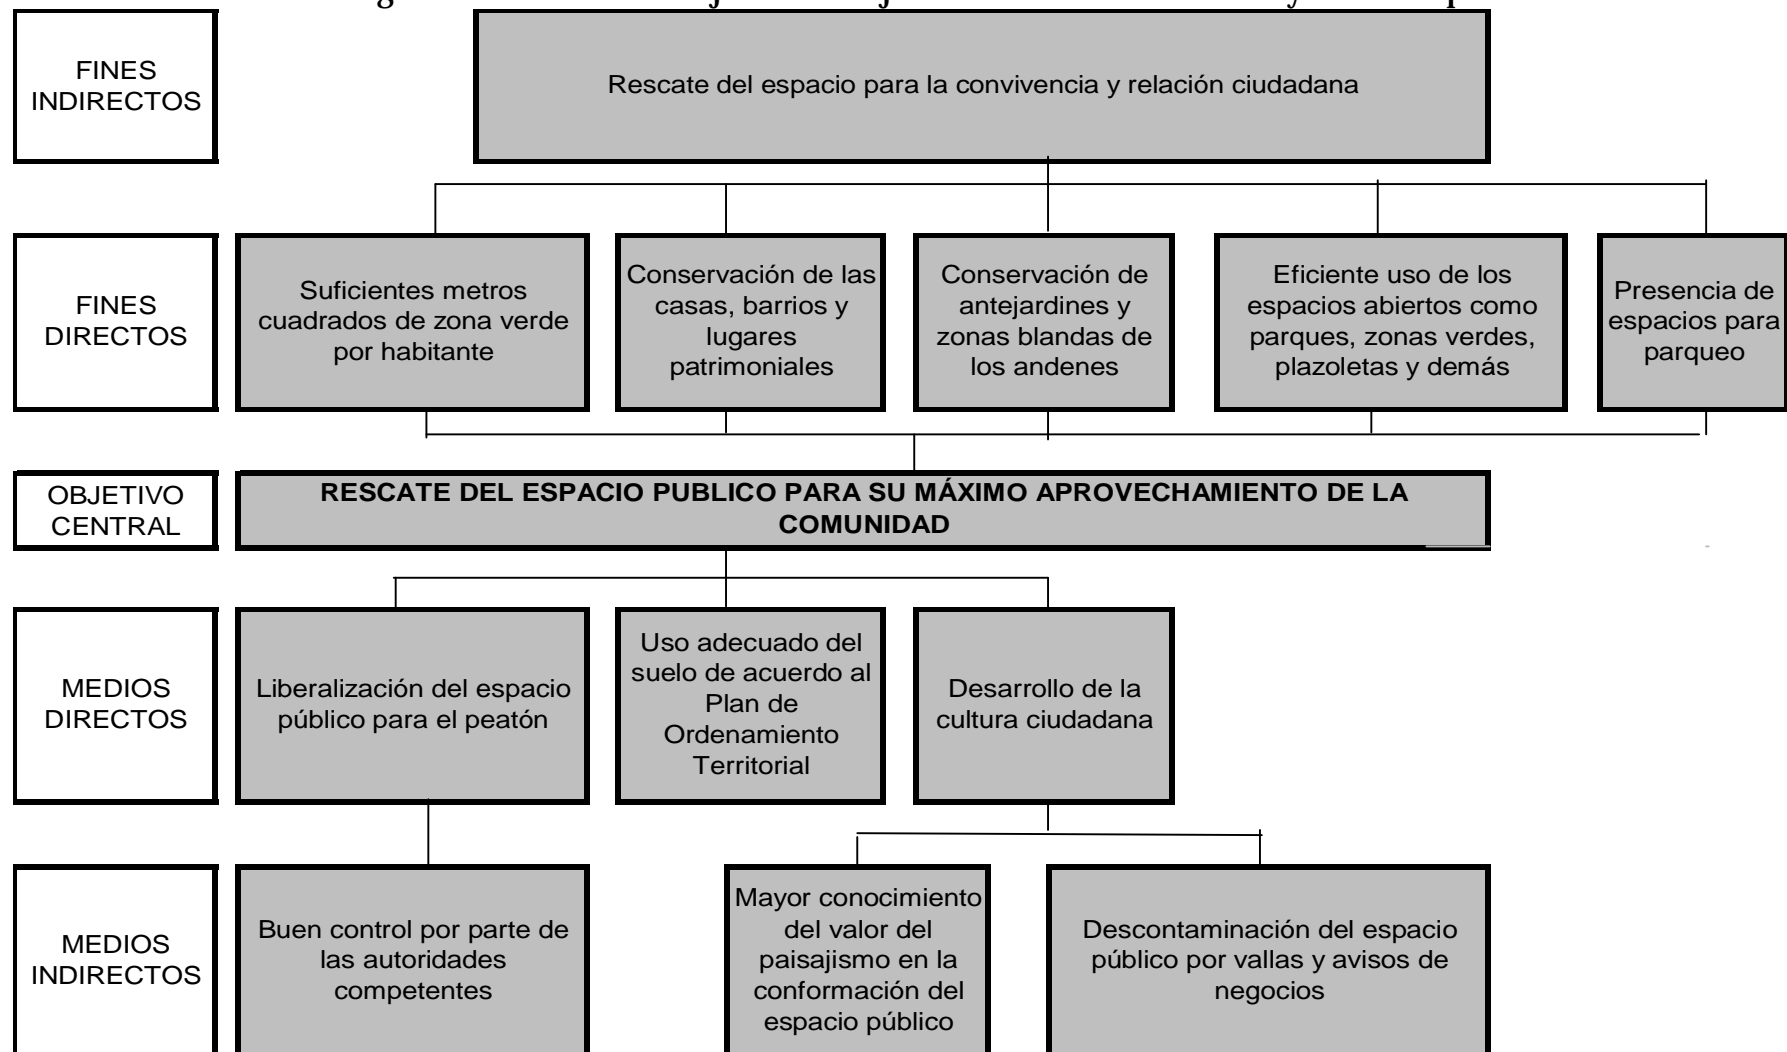 FINES
INDIRECTOS
Rescate del espacio para la convivencia y relación ciudadana
FINES
DIRECTOS
Suficientes metros
cuadrados de zona verde
por habitante
Conservación de las
casas, barrios y
lugares
patrimoniales
Conservación de
antejardines y
zonas blandas de
los andenes
Eficiente uso de los
espacios abiertos como
parques, zonas verdes,
plazoletas y demás
Presencia de
espacios para
parqueo
OBJETIVO
CENTRAL
RESCATE DEL ESPACIO PUBLICO PARA SU MÁXIMO APROVECHAMIENTO DE LA
COMUNIDAD
MEDIOS
DIRECTOS
Liberalización del espacio
público para el peatón
Uso adecuado del
suelo de acuerdo al
Plan de
Ordenamiento
Territorial
Desarrollo de la
cultura ciudadana
MEDIOS
INDIRECTOS
Buen control por parte de
las autoridades
competentes
Mayor conocimiento
del valor del
paisajismo en la
conformación del
espacio público
Descontaminación del espacio
público por vallas y avisos de
negocios